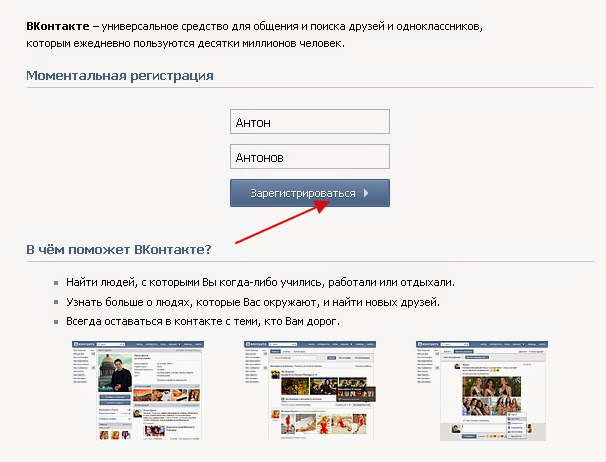 ВКонтакте – универсальное средство для общения и поиска друзей и одноклассников,
которым ежедневно пользуются десятки миллионов человек.
Моментальная регистрация
Антон
Антонов
Зарегистрироваться
В чём поможет ВКонтакте?
Найти людей, с которыми Вы когда-либо учились, работали или отдыхали.
Узнать больше о людях, которые Вас окружают, и найти новых друзей.
Всегда оставаться в контакте с теми, кто Вам дорог.